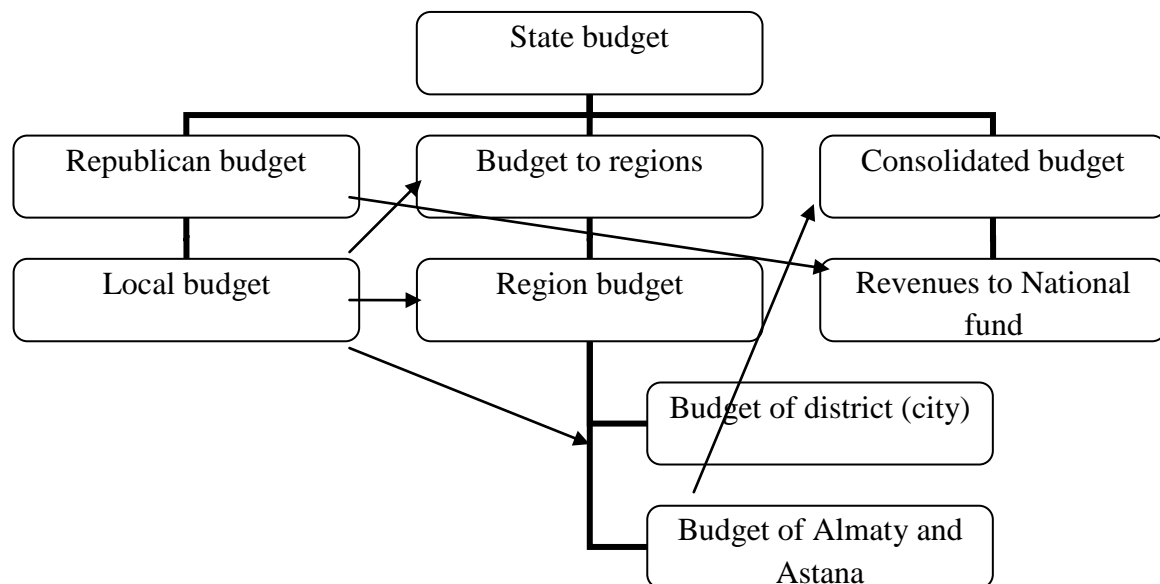 State budget
Republican budget
Budget to regions
Consolidated budget
Local budget
Region budget
Revenues to National
fund
Budget of district (city)
Budget of Almaty and
Astana